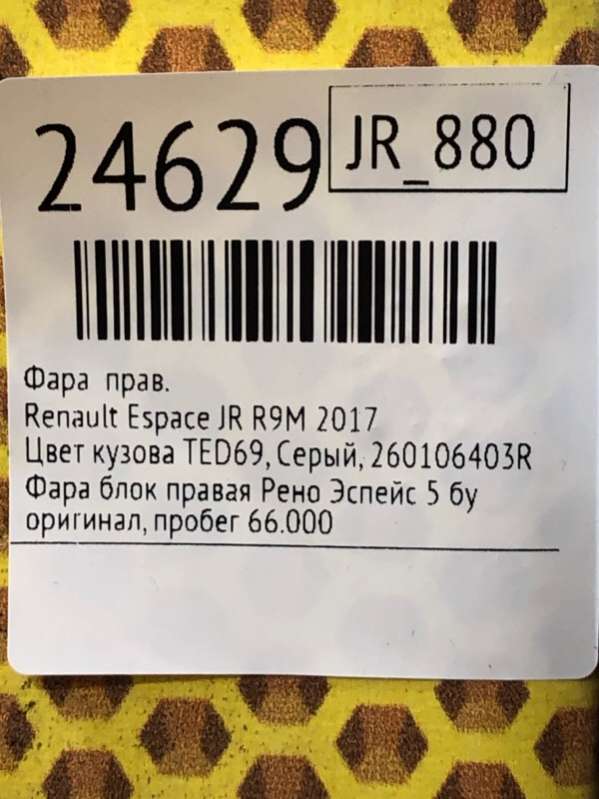 24629
JR_880
Фара прав.
Renault Espace JR R9M 2017
Цвет кузова TED69, Серый, 260106403R
Фара блок правая Рено Эспейс 5 бу
оригинал, пробег 66.000